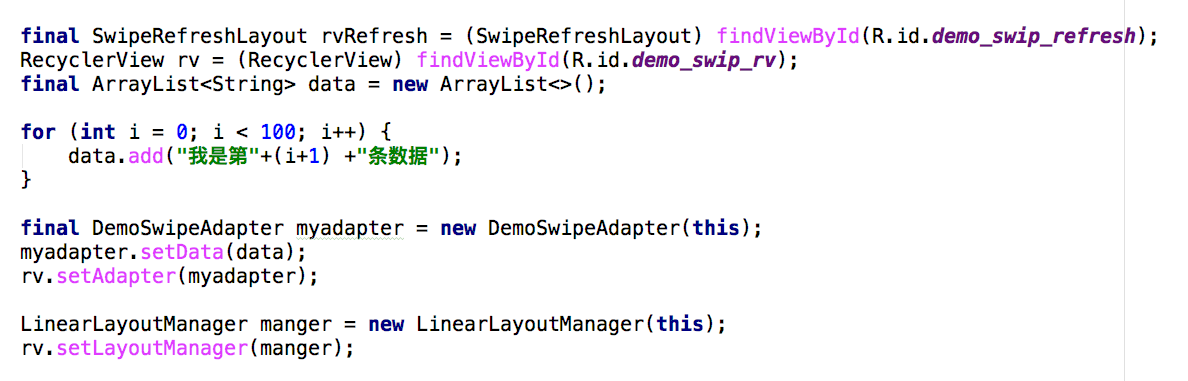 final SwipeRefreshLayout rvRefresh = (SwipeRefreshLayout) findViewById(R.id.demo_swip_refresh);
RecyclerView rv = (RecyclerView) findViewById(R.id.demo_swip_rv);
final ArrayList<String> data = new ArrayList<>();
for (int i = 0; i < 100; i++) {
data.add("我是第"+(i+1) +"条数据");
}
final DemoSwipeAdapter myadapter = new DemoSwipeAdapter(this);
myadapter.setData(data);
rv.setAdapter(myadapter);
LinearLayoutManager manger = new LinearLayoutManager(this);
rv.setLayoutManager(manger);